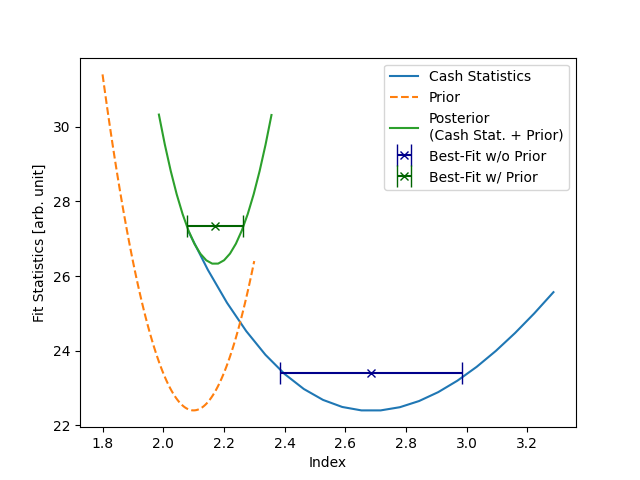 Fit Statistics [arb. unit]
30
28
26
24
22
1.8 2.0 2.2 2.4 2.6 2.8 3.0 3.2
Index
Cash Statistics
Prior
Posterior
(Cash Stat. + Prior)
Best-Fit w/o Prior
Best-Fit w/ Prior